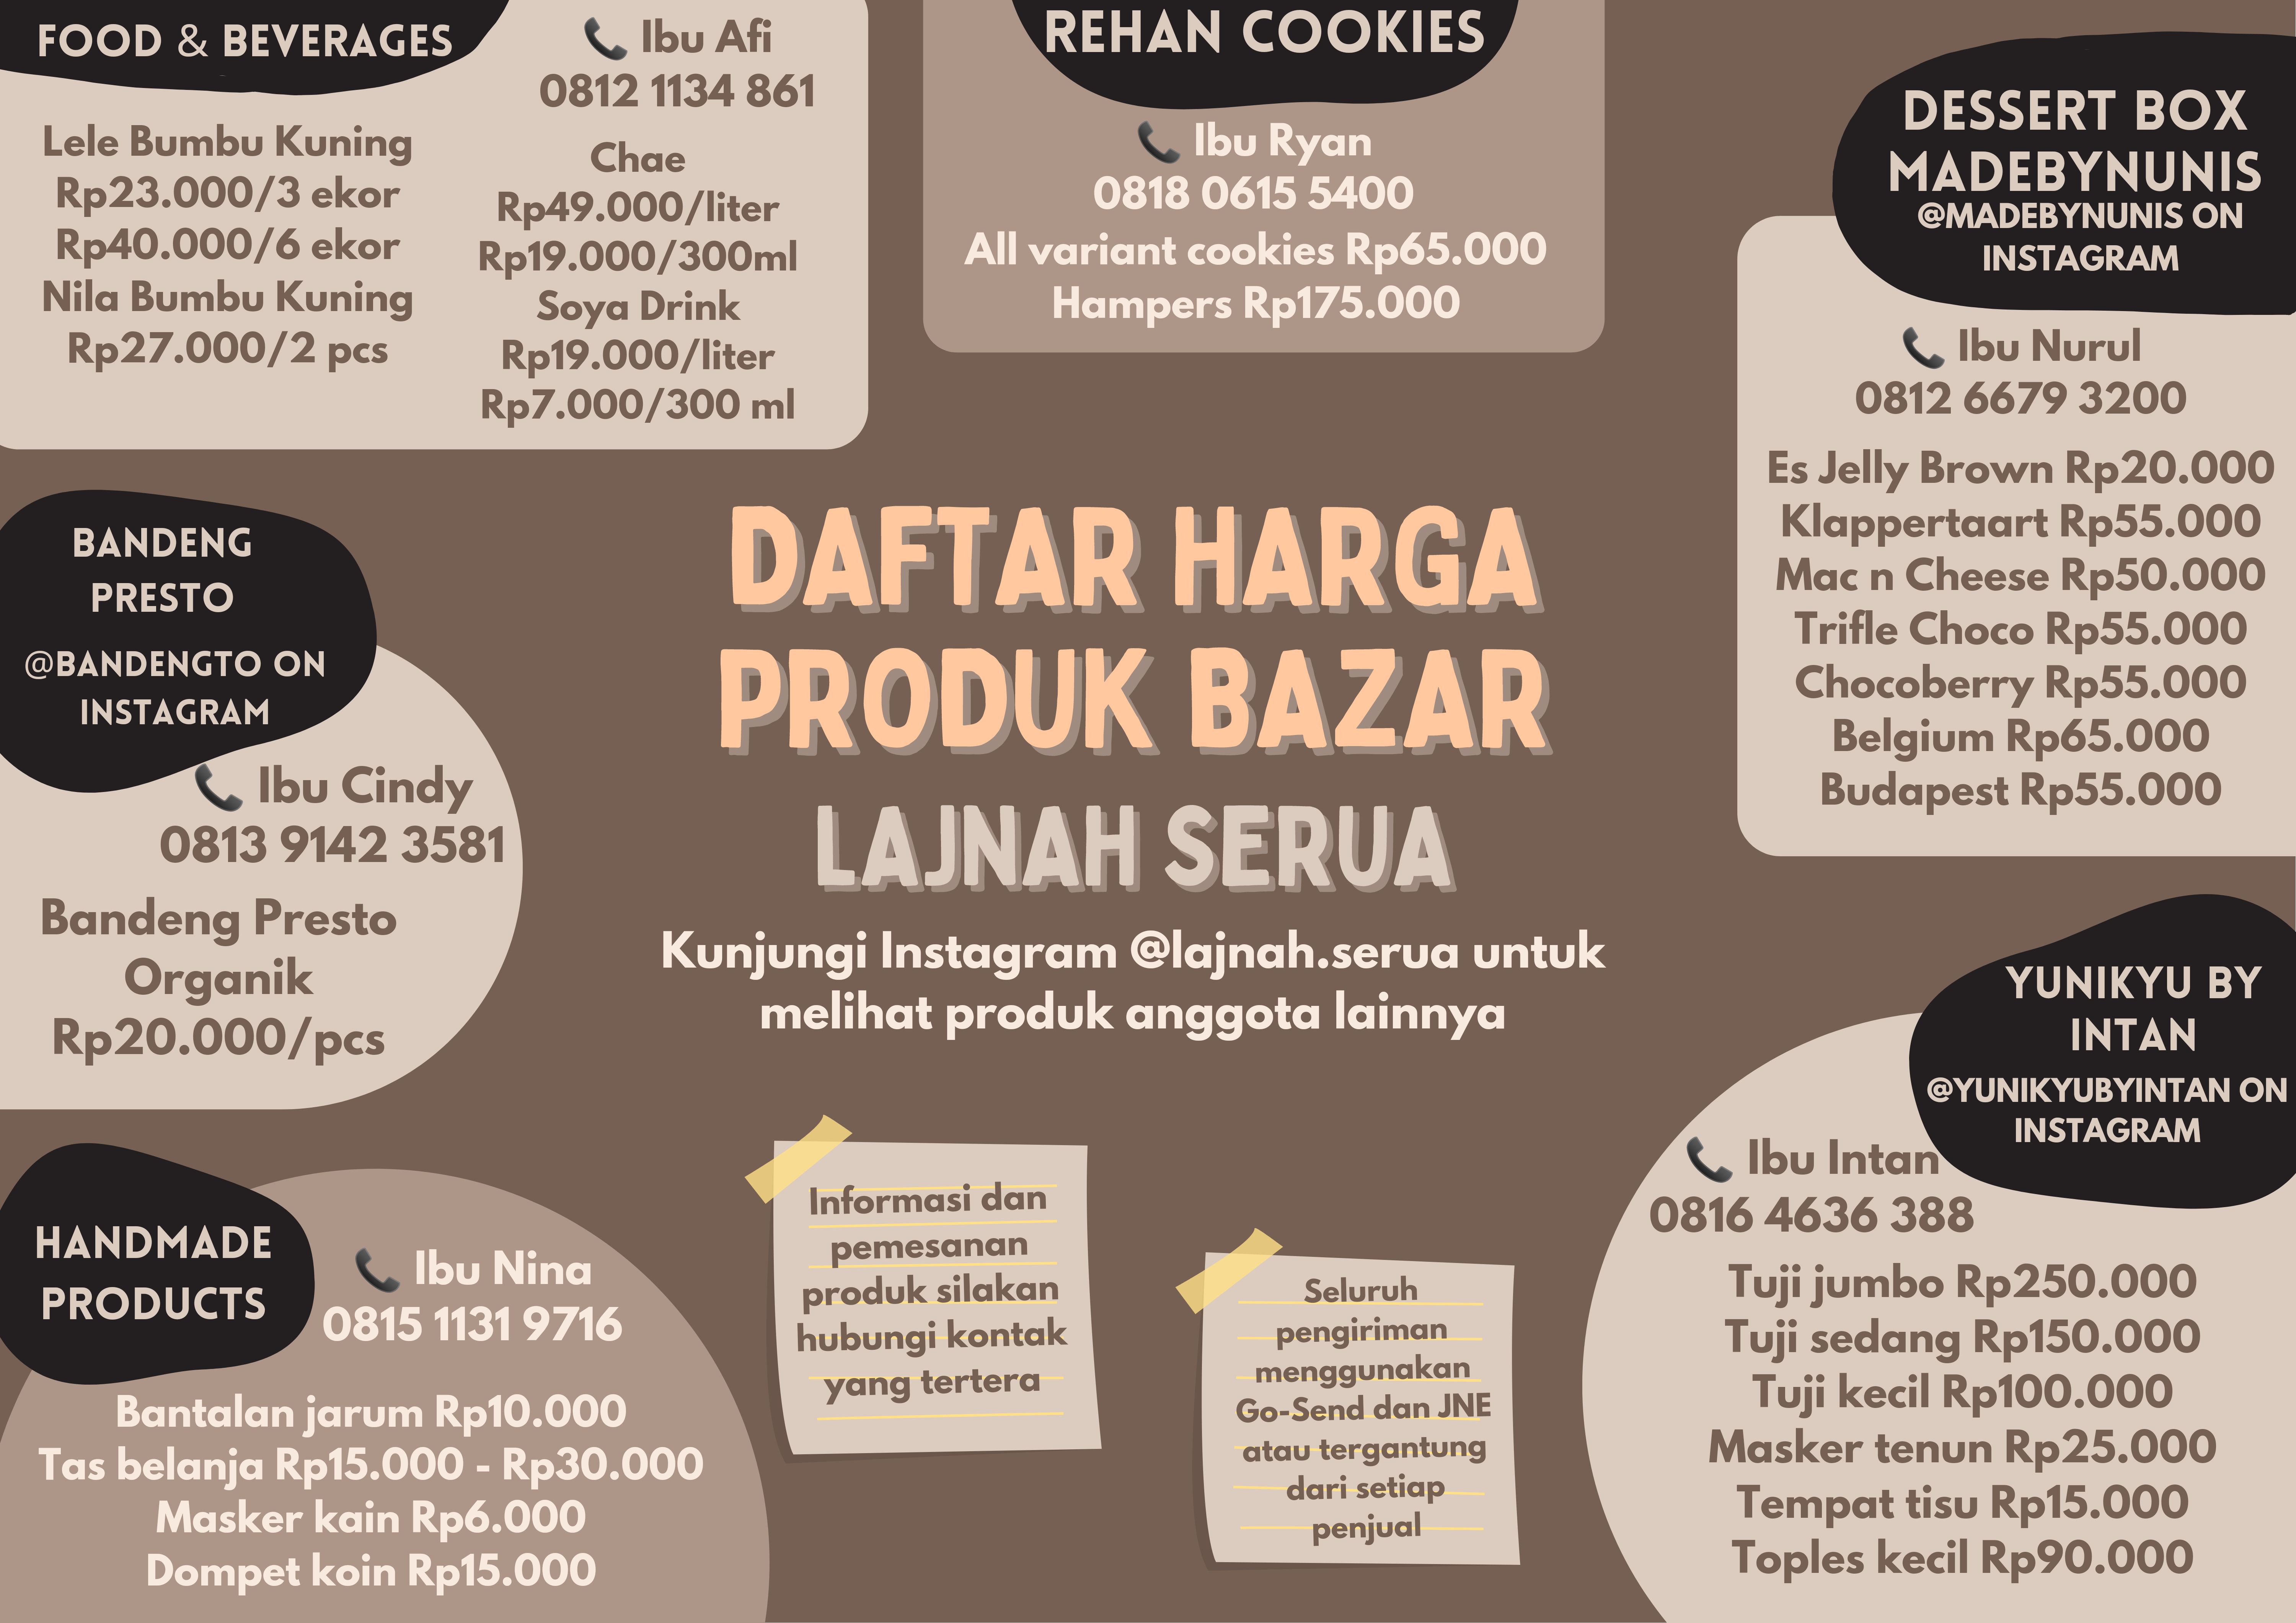 FOOD & BEVERAGES
Lele Bumbu Kuning
Rp23.000/3 ekor
Rp40.000/6 ekor
Nila Bumbu Kuning
Rp27.000/2 pcs
Ibu Afi
0812 1134 861
Chae
Rp49.000/liter
Rp19.000/300ml
Soya Drink
Rp19.000/liter
Rp7.000/300 ml
REHAN COOKIES
Ibu Ryan
0818 0615 5400
All variant cookies Rp65.000
Hampers Rp175.000
DESSERT BOX
MADEBYNUNIS
@MADEBYNUNIS ON
INSTAGRAM
Ibu Nurul
0812 6679 3200
Es Jelly Brown Rp20.000
Klappertaart Rp55.000
Mac n Cheese Rp50.000
Trifle Choco Rp55.000
Chocoberry Rp55.000
Belgium Rp65.000
Budapest Rp55.000
BANDENG
PRESTO
@BANDENGTO ON
INSTAGRAM
Ibu Cindy
0813 9142 3581
Bandeng Presto
Organik
Rp20.000/pcs
DAFTAR HARGA
PRODUK BAZAR
LAJNAH SERUA
Kunjungi Instagram @lajnah.serua untuk
melihat produk anggota lainnya
HANDMADE
PRODUCTS
Ibu Nina
0815 1131 9716
Bantalan jarum Rp10.000
Tas belanja Rp15.000 - Rp30.000
Masker kain Rp6.000
Dompet koin Rp15.000
Informasi dan
pemesanan
produk silakan
hubungi kontak
yang tertera
Seluruh
pengiriman
menggunakan
Go-Send dan JNE
atau tergantung
dari setiap
penjual
YUNIKYU BY
INTAN
@YUNIKYUBYINTAN ON
INSTAGRAM
Ibu Intan
0816 4636 388
Tuji jumbo Rp250.000
Tuji sedang Rp150.000
Tuji kecil Rp100.000
Masker tenun Rp25.000
Tempat tisu Rp15.000
Toples kecil Rp90.000